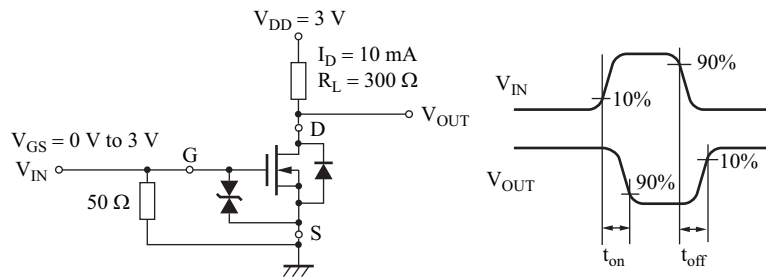 V_DD = 3 V
I_D = 10 mA
R_L = 300 Ω
V_OUT
D
V_GS = 0 V to 3 V
V_IN
G
50 Ω
S
V_IN
10%
90%
V_OUT
90%
10%
t_on
t_off